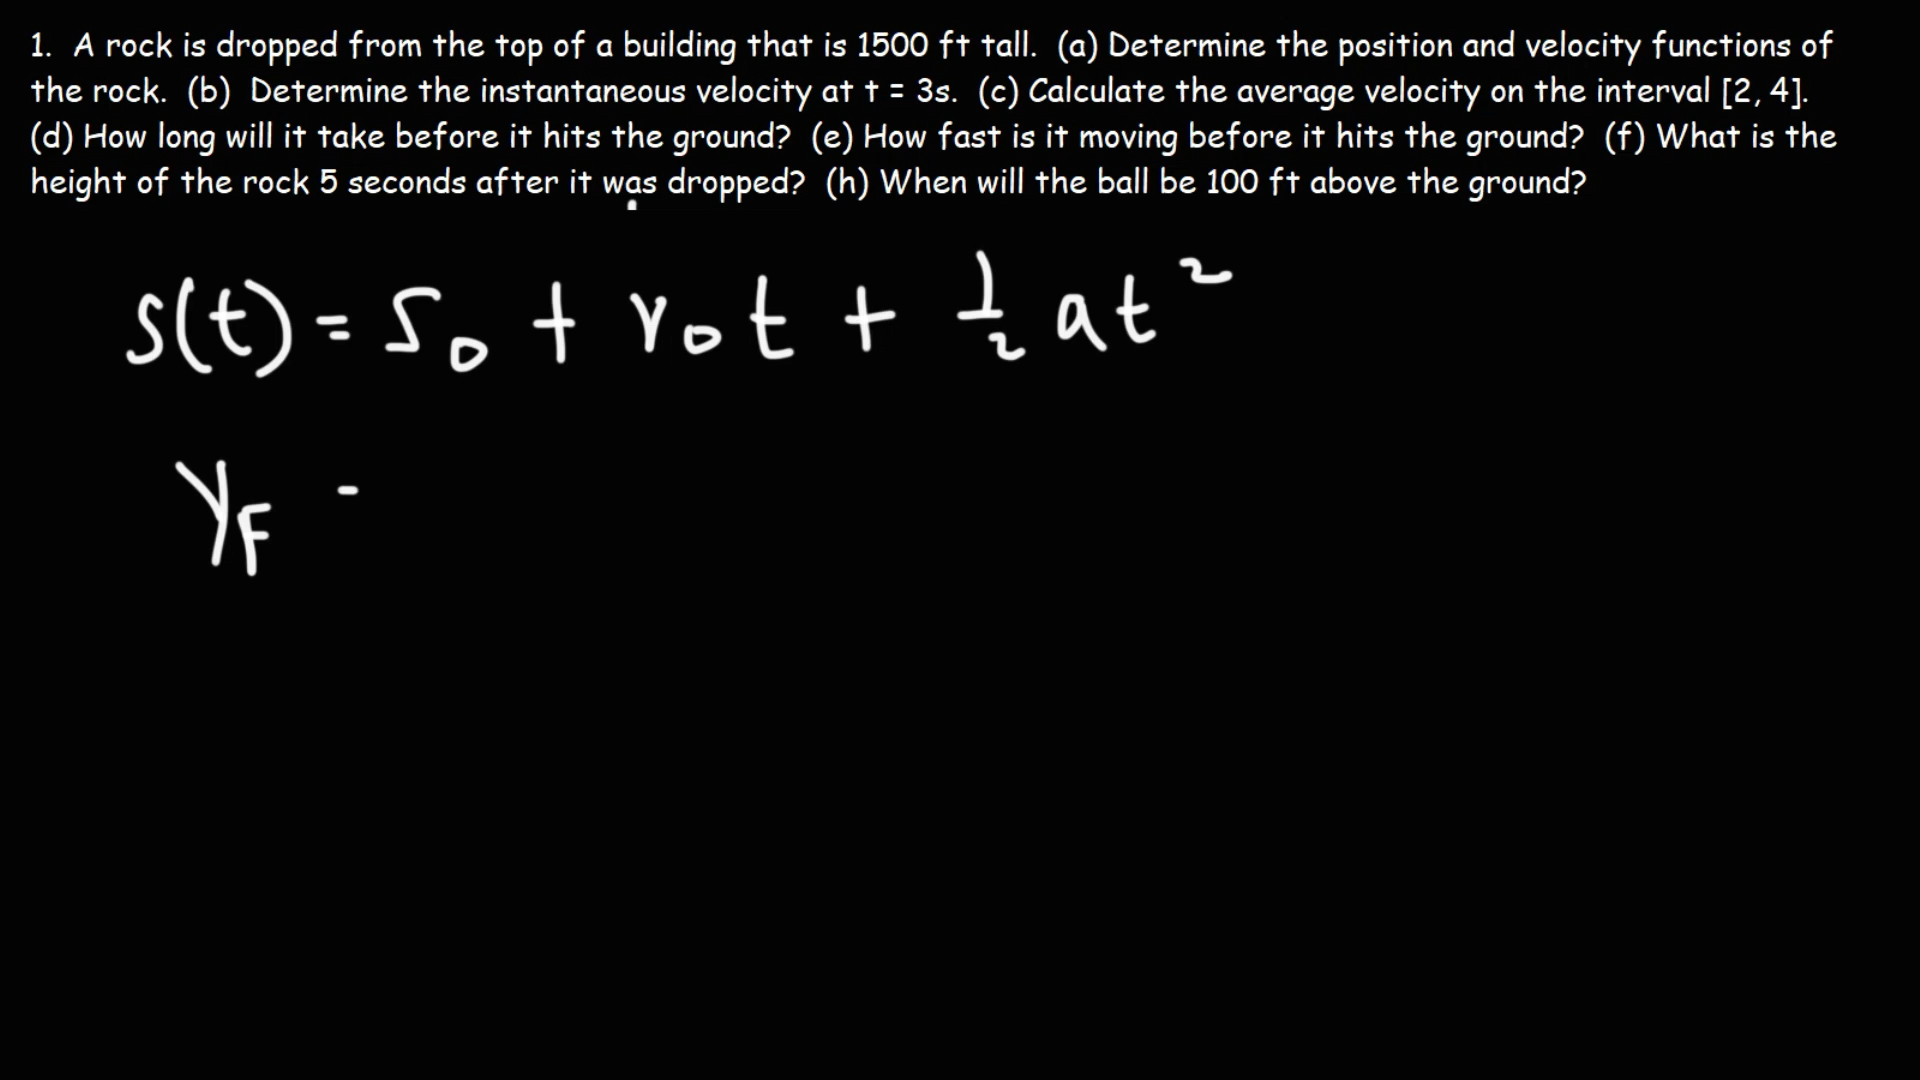 1. A rock is dropped from the top of a building that is 1500 ft tall. (a) Determine the position and velocity functions of
the rock. (b) Determine the instantaneous velocity at t = 3s. (c) Calculate the average velocity on the interval [2, 4].
(d) How long will it take before it hits the ground? (e) How fast is it moving before it hits the ground? (f) What is the
height of the rock 5 seconds after it was dropped? (h) When will the ball be 100 ft above the ground?
s(t) = s₀ + v₀t + ½ at²
y_F -